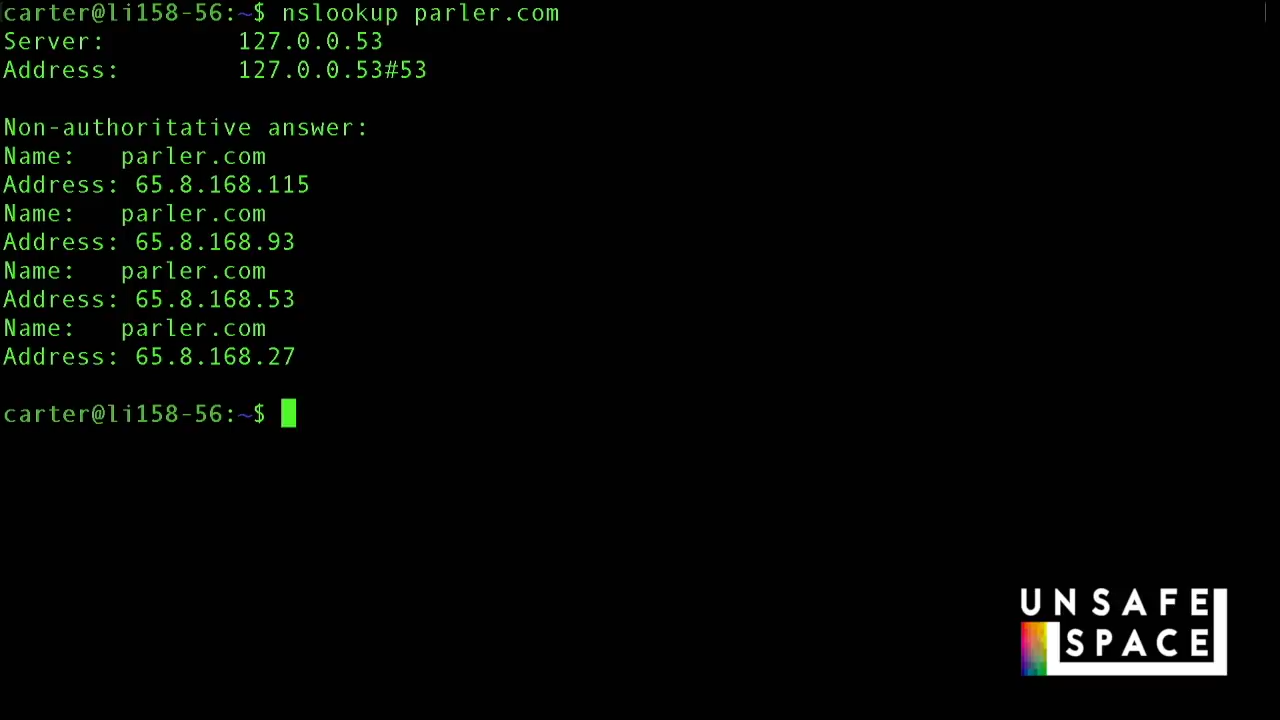 carter@li158-56:~$ nslookup parler.com
Server:         127.0.0.53
Address:        127.0.0.53#53
Non-authoritative answer:
Name:   parler.com
Address: 65.8.168.115
Name:   parler.com
Address: 65.8.168.93
Name:   parler.com
Address: 65.8.168.53
Name:   parler.com
Address: 65.8.168.27
carter@li158-56:~$
UNSAFE
SPACE